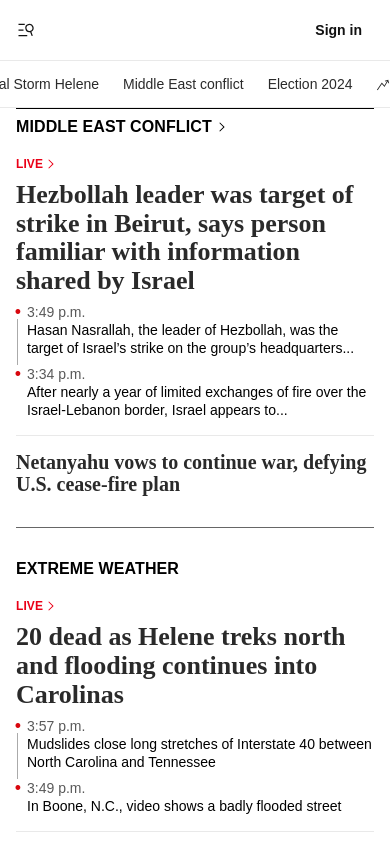 Sign in
al Storm Helene Middle East conflict Election 2024
MIDDLE EAST CONFLICT
LIVE
Hezbollah leader was target of
strike in Beirut, says person
familiar with information
shared by Israel
3:49 p.m.
Hasan Nasrallah, the leader of Hezbollah, was the
target of Israel’s strike on the group’s headquarters...
3:34 p.m.
After nearly a year of limited exchanges of fire over the
Israel-Lebanon border, Israel appears to...
Netanyahu vows to continue war, defying
U.S. cease-fire plan
EXTREME WEATHER
LIVE
20 dead as Helene treks north
and flooding continues into
Carolinas
3:57 p.m.
Mudslides close long stretches of Interstate 40 between
North Carolina and Tennessee
3:49 p.m.
In Boone, N.C., video shows a badly flooded street